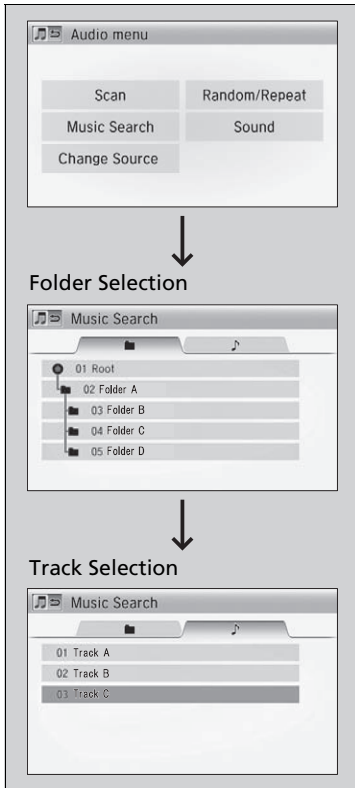 Audio menu
Scan Random/Repeat
Music Search Sound
Change Source
Folder Selection
Music Search
01 Root
02 Folder A
03 Folder B
04 Folder C
05 Folder D
Track Selection
Music Search
01 Track A
02 Track B
03 Track C